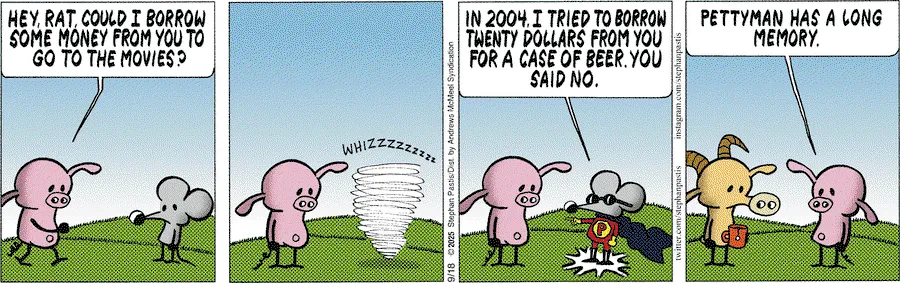 HEY, RAT, COULD I BORROW
SOME MONEY FROM YOU TO
GO TO THE MOVIES?
WHIZZZZZZZZZ
9/18 © 2025 Stephan Pastis/Dist. by Andrews McMeel Syndication
IN 2004, I TRIED TO BORROW
TWENTY DOLLARS FROM YOU
FOR A CASE OF BEER. YOU
SAID NO.
P
twitter.com/stephanpastis instagram.com/stephanpastis
PETTYMAN HAS A LONG
MEMORY.